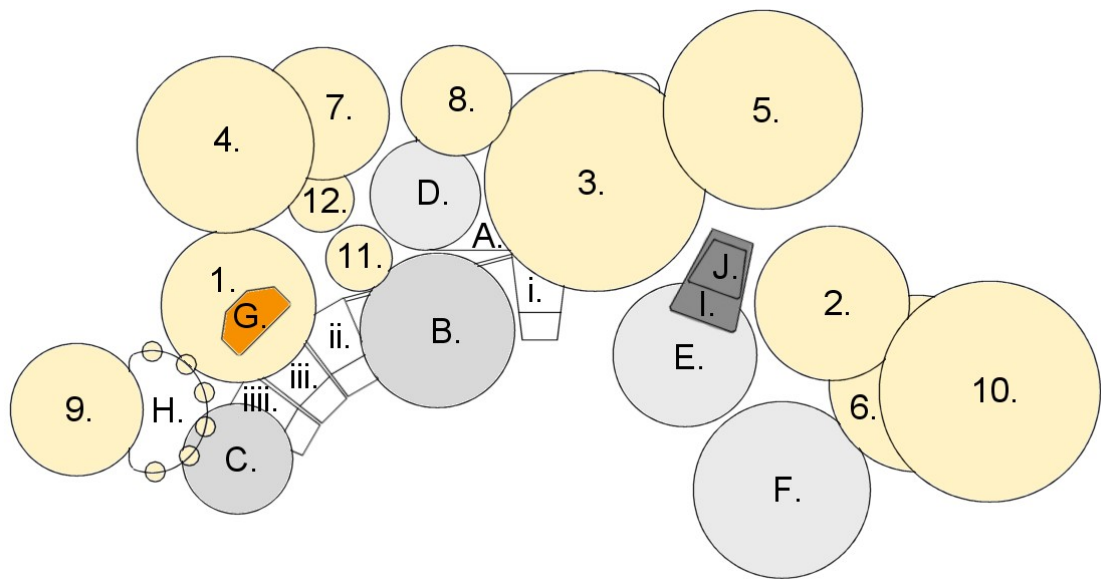 8.
5.
7.
4.
D.
3.
12.
A.
11.
J.
1.
i.
I.
2.
G.
ii.
B.
E.
iii.
10.
iiii.
6.
9.
H.
C.
F.